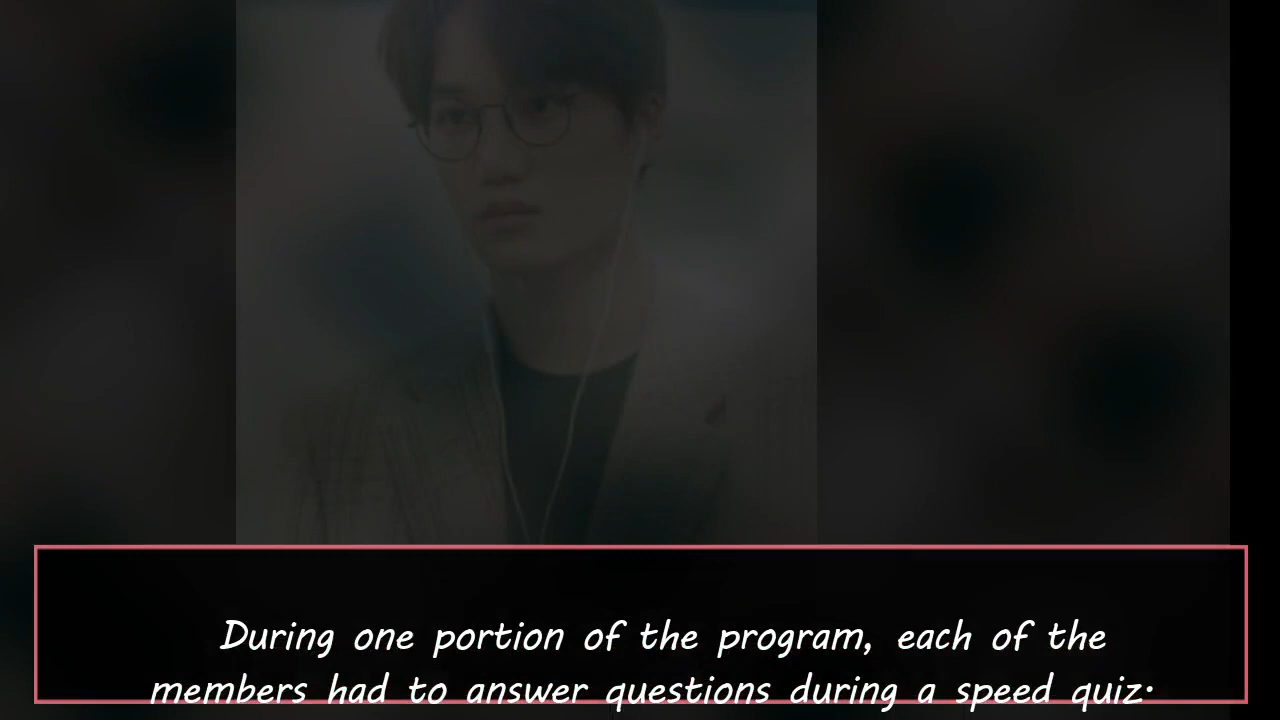 During one portion of the program, each of the
members had to answer questions during a speed quiz.